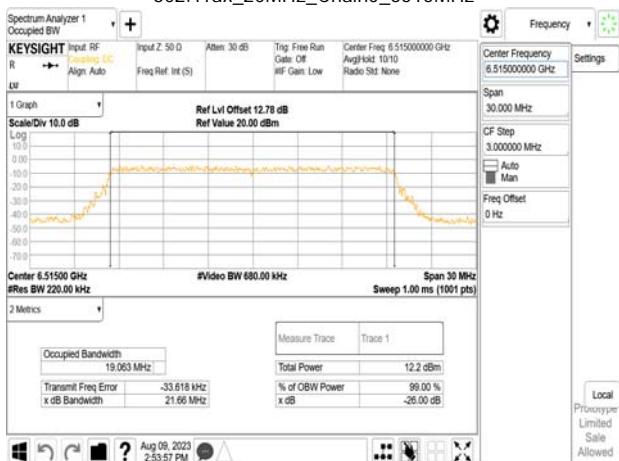 Spectrum Analyzer 1
Occupied BW
Frequency
KEYSIGHT
Input: RF
Coupling: DC
Align: Auto
Input Z: 50 Ω
Freq Ref: Int (S)
Atten: 30 dB
Trig: Free Run
Gate: Off
#IF Gain: Low
Center Freq: 6.515000000 GHz
Avg|Hold: 10/10
Radio Std: None
R
1 Graph
Scale/Div 10.0 dB
Log
Ref Lvl Offset 12.78 dB
Ref Value 20.00 dBm
10.0
0.00
-10.0
-20.0
-30.0
-40.0
-50.0
-60.0
-70.0
Center 6.51500 GHz
#Res BW 220.00 kHz
#Video BW 680.00 kHz
Span 30 MHz
Sweep 1.00 ms (1001 pts)
2 Metrics
Measure Trace Trace 1
Occupied Bandwidth
19.063 MHz
Total Power 12.2 dBm
Transmit Freq Error -33.618 kHz
% of OBW Power 99.00 %
x dB Bandwidth 21.66 MHz
x dB -26.00 dB
Aug 09, 2023
2:53:57 PM
Center Frequency
6.515000000 GHz
Settings
Span
30.000 MHz
CF Step
3.000000 MHz
Auto
Man
Freq Offset
0 Hz
Local
Prototype
Limited
Sale
Allowed